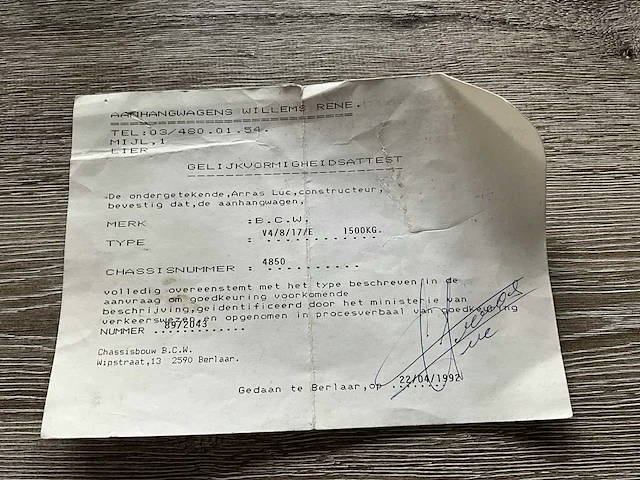 AANHANGWAGENS WILLEMS RENE.
TEL:03/480.01.54.
MIJL,1
LIER
GELIJKVORMIGHEIDSATTEST
De ondergetekende,Arras Luc,constructeur,
bevestig dat,de aanhangwagen,
MERK :B.C.W.
TYPE : V4/8/17/E 1500KG.
CHASSISNUMMER : 4850
volledig overeenstemt met het type beschreven in de
aanvraag om goedkeuring voorkomende
beschrijving,geidentificeerd door het ministerie van
verkeerswezen en opgenomen in procesverbaal van goedkeuring
NUMMER 8972043
Chassisbouw B.C.W.
Wipstraat,13 2590 Berlaar.
Gedaan te Berlaar,op 22/04/1992